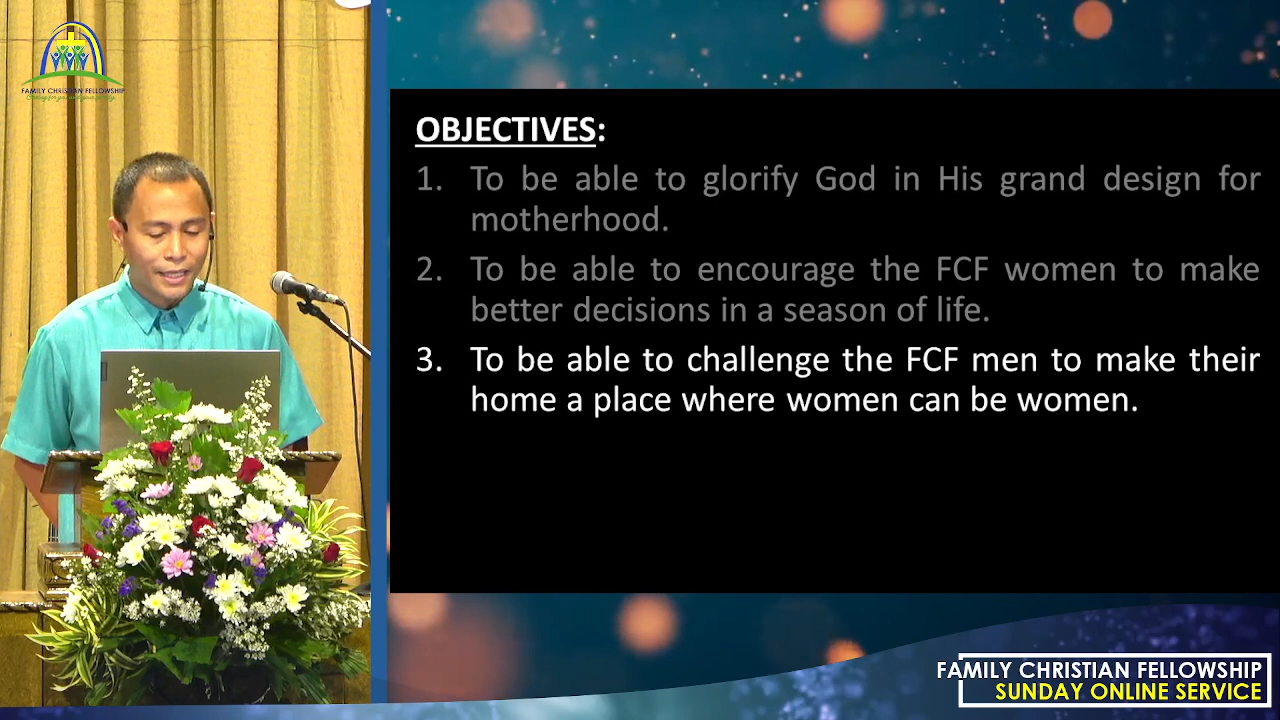 FAMILY CHRISTIAN FELLOWSHIP
OBJECTIVES:
1. To be able to glorify God in His grand design for
motherhood.
2. To be able to encourage the FCF women to make
better decisions in a season of life.
3. To be able to challenge the FCF men to make their
home a place where women can be women.
FAMILY CHRISTIAN FELLOWSHIP
SUNDAY ONLINE SERVICE